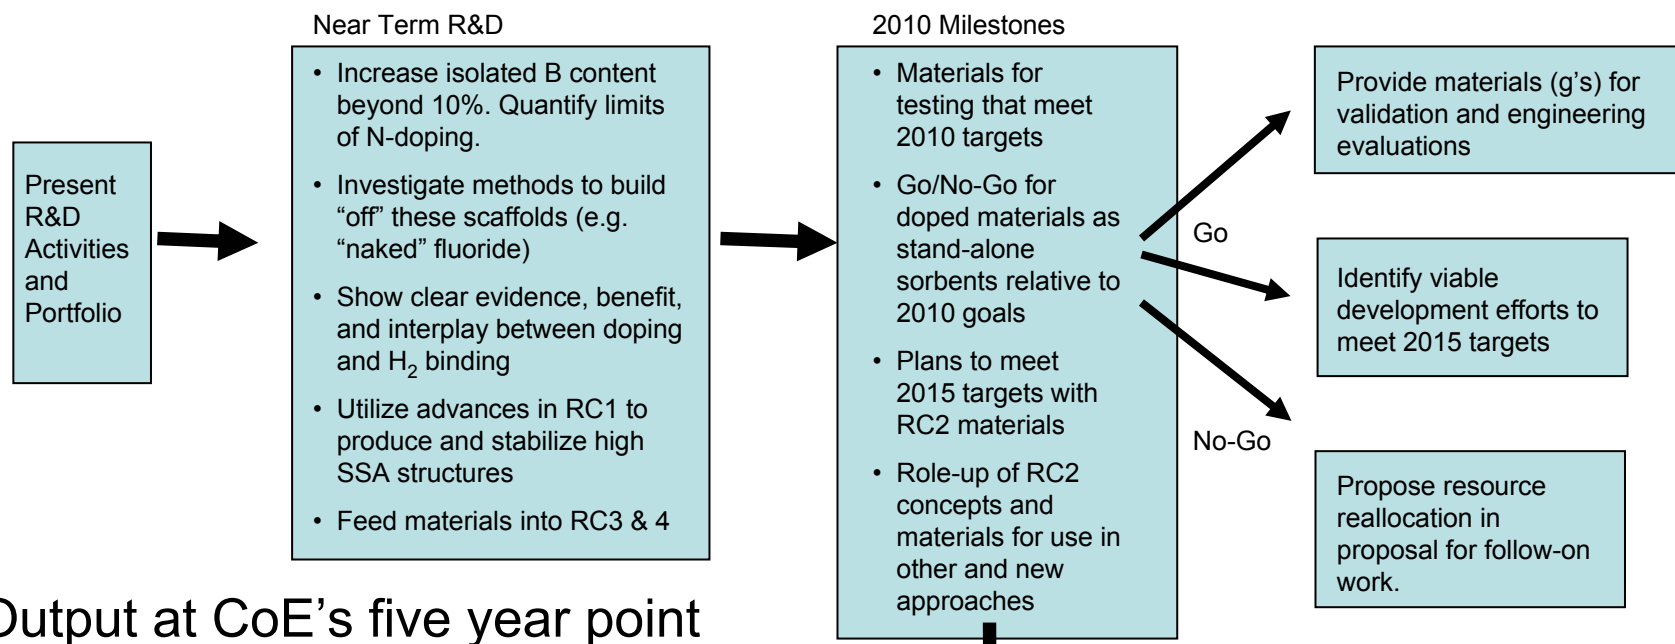 Near Term R&D
2010 Milestones
Present
R&D
Activities
and
Portfolio
• Increase isolated B content
beyond 10%. Quantify limits
of N-doping.
• Investigate methods to build
“off” these scaffolds (e.g.
“naked” fluoride)
• Show clear evidence, benefit,
and interplay between doping
and H₂ binding
• Utilize advances in RC1 to
produce and stabilize high
SSA structures
• Feed materials into RC3 & 4
• Materials for
testing that meet
2010 targets
• Go/No-Go for
doped materials as
stand-alone
sorbents relative to
2010 goals
• Plans to meet
2015 targets with
RC2 materials
• Role-up of RC2
concepts and
materials for use in
other and new
approaches
Go
No-Go
Provide materials (g’s) for
validation and engineering
evaluations
Identify viable
development efforts to
meet 2015 targets
Propose resource
reallocation in
proposal for follow-on
work.
Output at CoE’s five year point